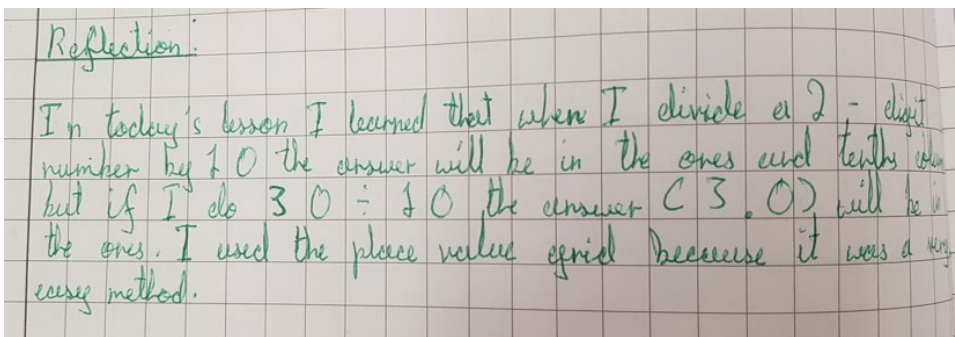 Reflection:
In today's lesson I learned that when I divide a 2 - digit
number by 10 the answer will be in the ones and tenths colum
but if I do 30 ÷ 10 the answer (3.0) will be in
the ones. I used the place value grid because it was a very
easy method.